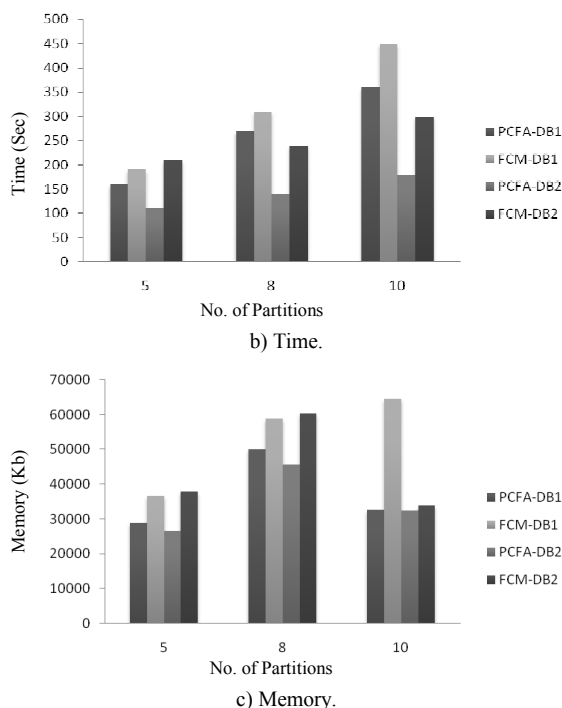 500
450
400
350
300
250
200
150
100
50
0
Time (Sec)
5 8 10
No. of Partitions
PCFA-DB1
FCM-DB1
PCFA-DB2
FCM-DB2
b) Time.
70000
60000
50000
40000
30000
20000
10000
0
Memory (Kb)
5 8 10
No. of Partitions
PCFA-DB1
FCM-DB1
PCFA-DB2
FCM-DB2
c) Memory.